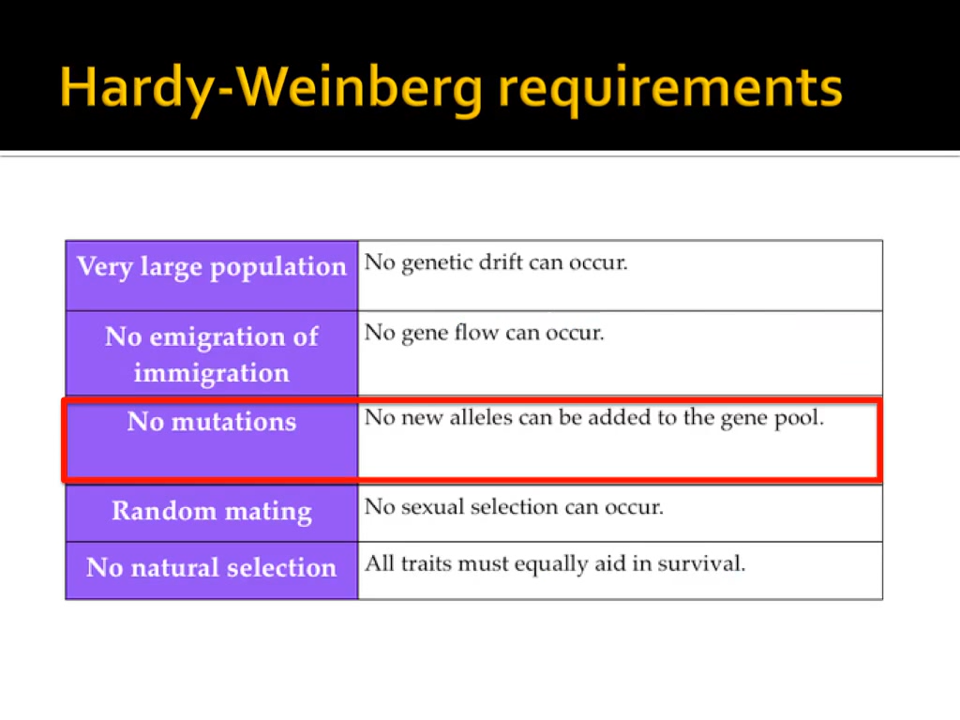 Hardy-Weinberg requirements
Very large population
No genetic drift can occur.
No emigration of
immigration
No gene flow can occur.
No mutations
No new alleles can be added to the gene pool.
Random mating
No sexual selection can occur.
No natural selection
All traits must equally aid in survival.